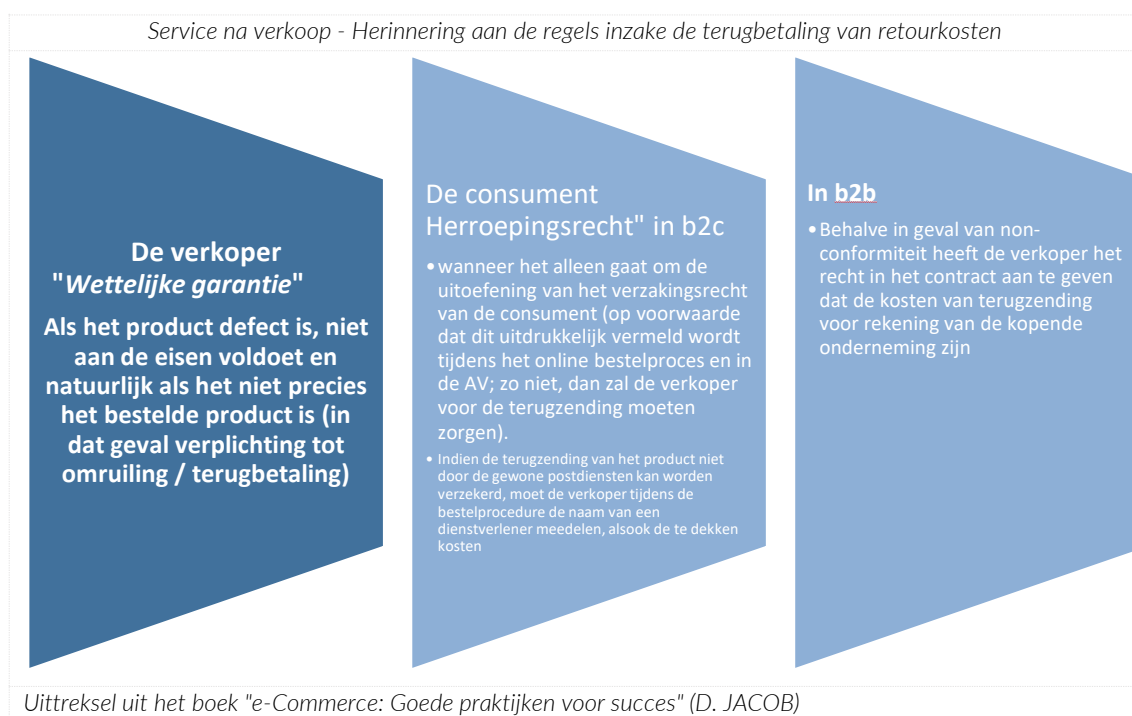 Service na verkoop - Herinnering aan de regels inzake de terugbetaling van retourkosten
De verkoper
"Wettelijke garantie"
Als het product defect is, niet
aan de eisen voldoet en
natuurlijk als het niet precies
het bestelde product is (in
dat geval verplichting tot
omruiling / terugbetaling)
De consument
Herroepingsrecht" in b2c
•wanneer het alleen gaat om de
uitoefening van het verzakingsrecht
van de consument (op voorwaarde
dat dit uitdrukkelijk vermeld wordt
tijdens het online bestelproces en in
de AV; zo niet, dan zal de verkoper
voor de terugzending moeten
zorgen).
• Indien de terugzending van het product niet
door de gewone postdiensten kan worden
verzekerd, moet de verkoper tijdens de
bestelprocedure de naam van een
dienstverlener meedelen, alsook de te dekken
kosten
In b2b
•Behalve in geval van non-
conformiteit heeft de verkoper het
recht in het contract aan te geven
dat de kosten van terugzending
voor rekening van de kopende
onderneming zijn
Uittreksel uit het boek "e-Commerce: Goede praktijken voor succes" (D. JACOB)